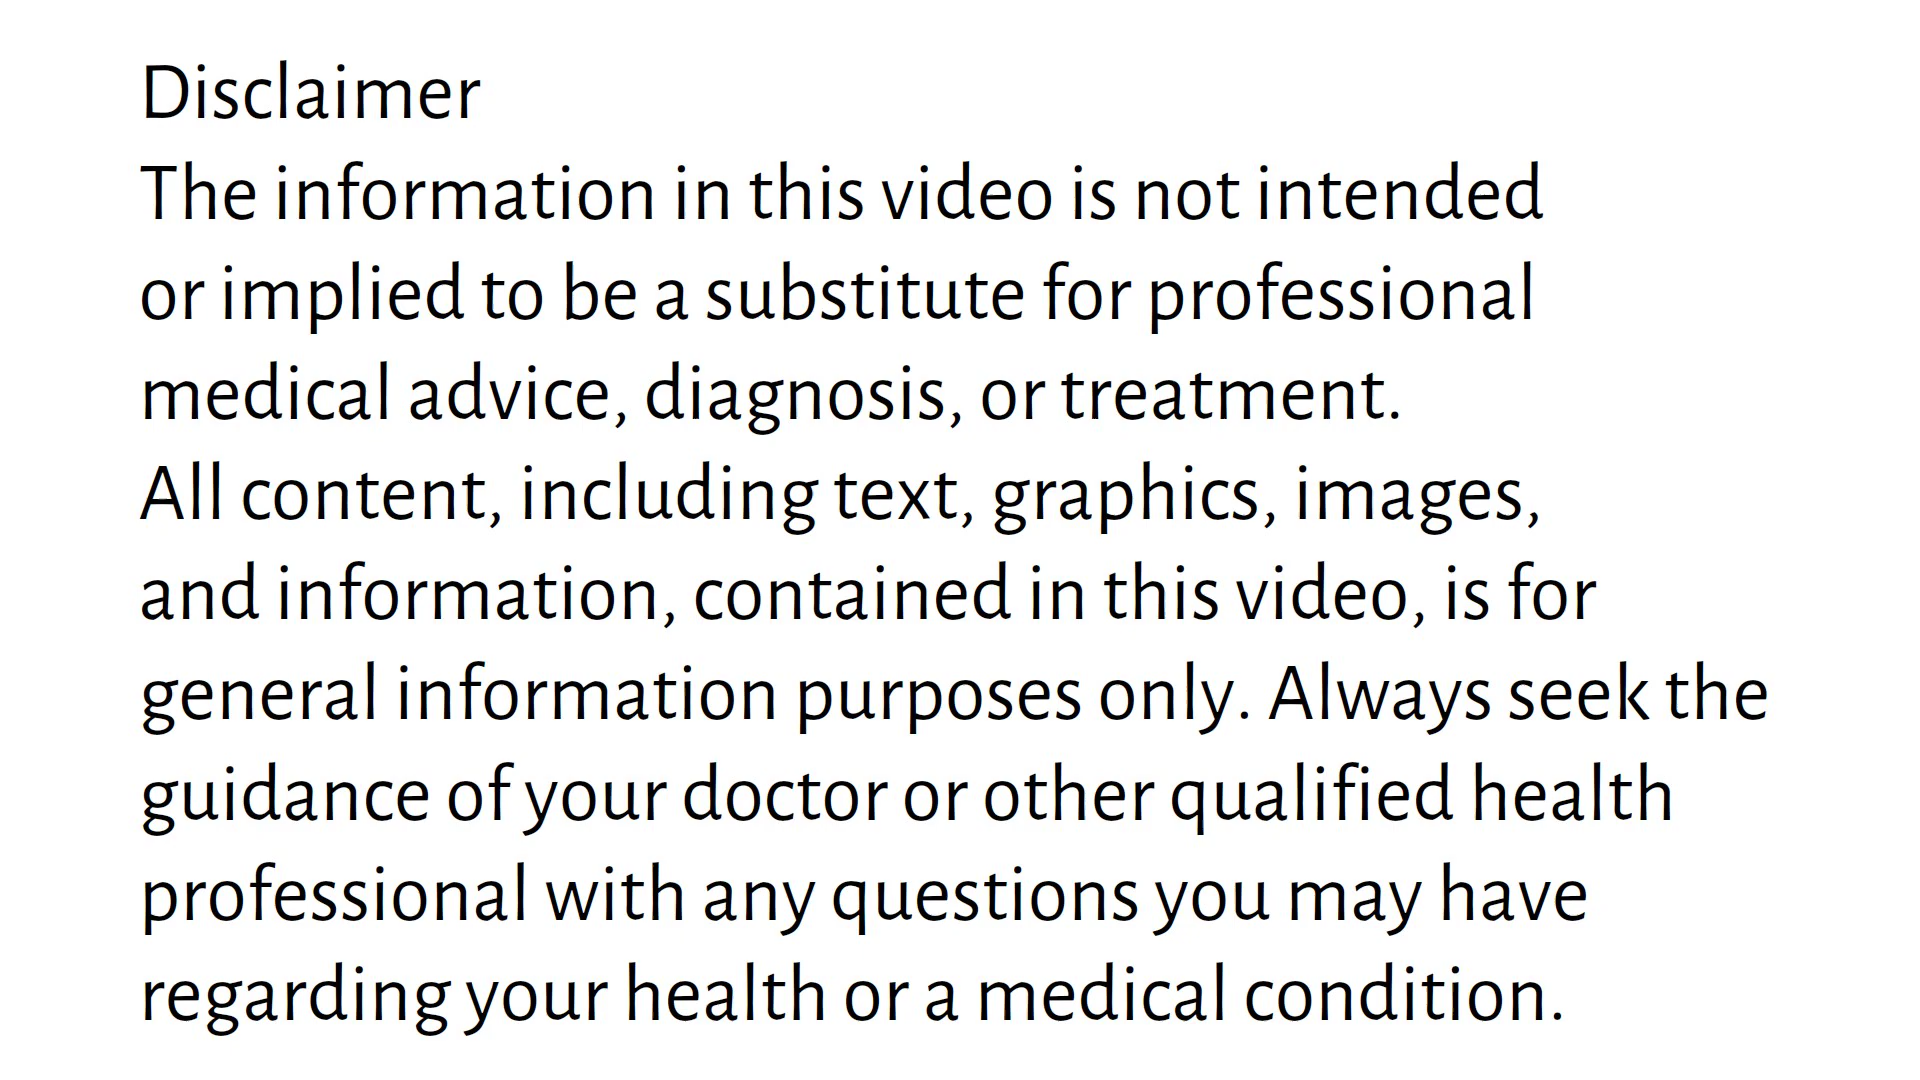 Disclaimer
The information in this video is not intended
or implied to be a substitute for professional
medical advice, diagnosis, or treatment.
All content, including text, graphics, images,
and information, contained in this video, is for
general information purposes only. Always seek the
guidance of your doctor or other qualified health
professional with any questions you may have
regarding your health or a medical condition.